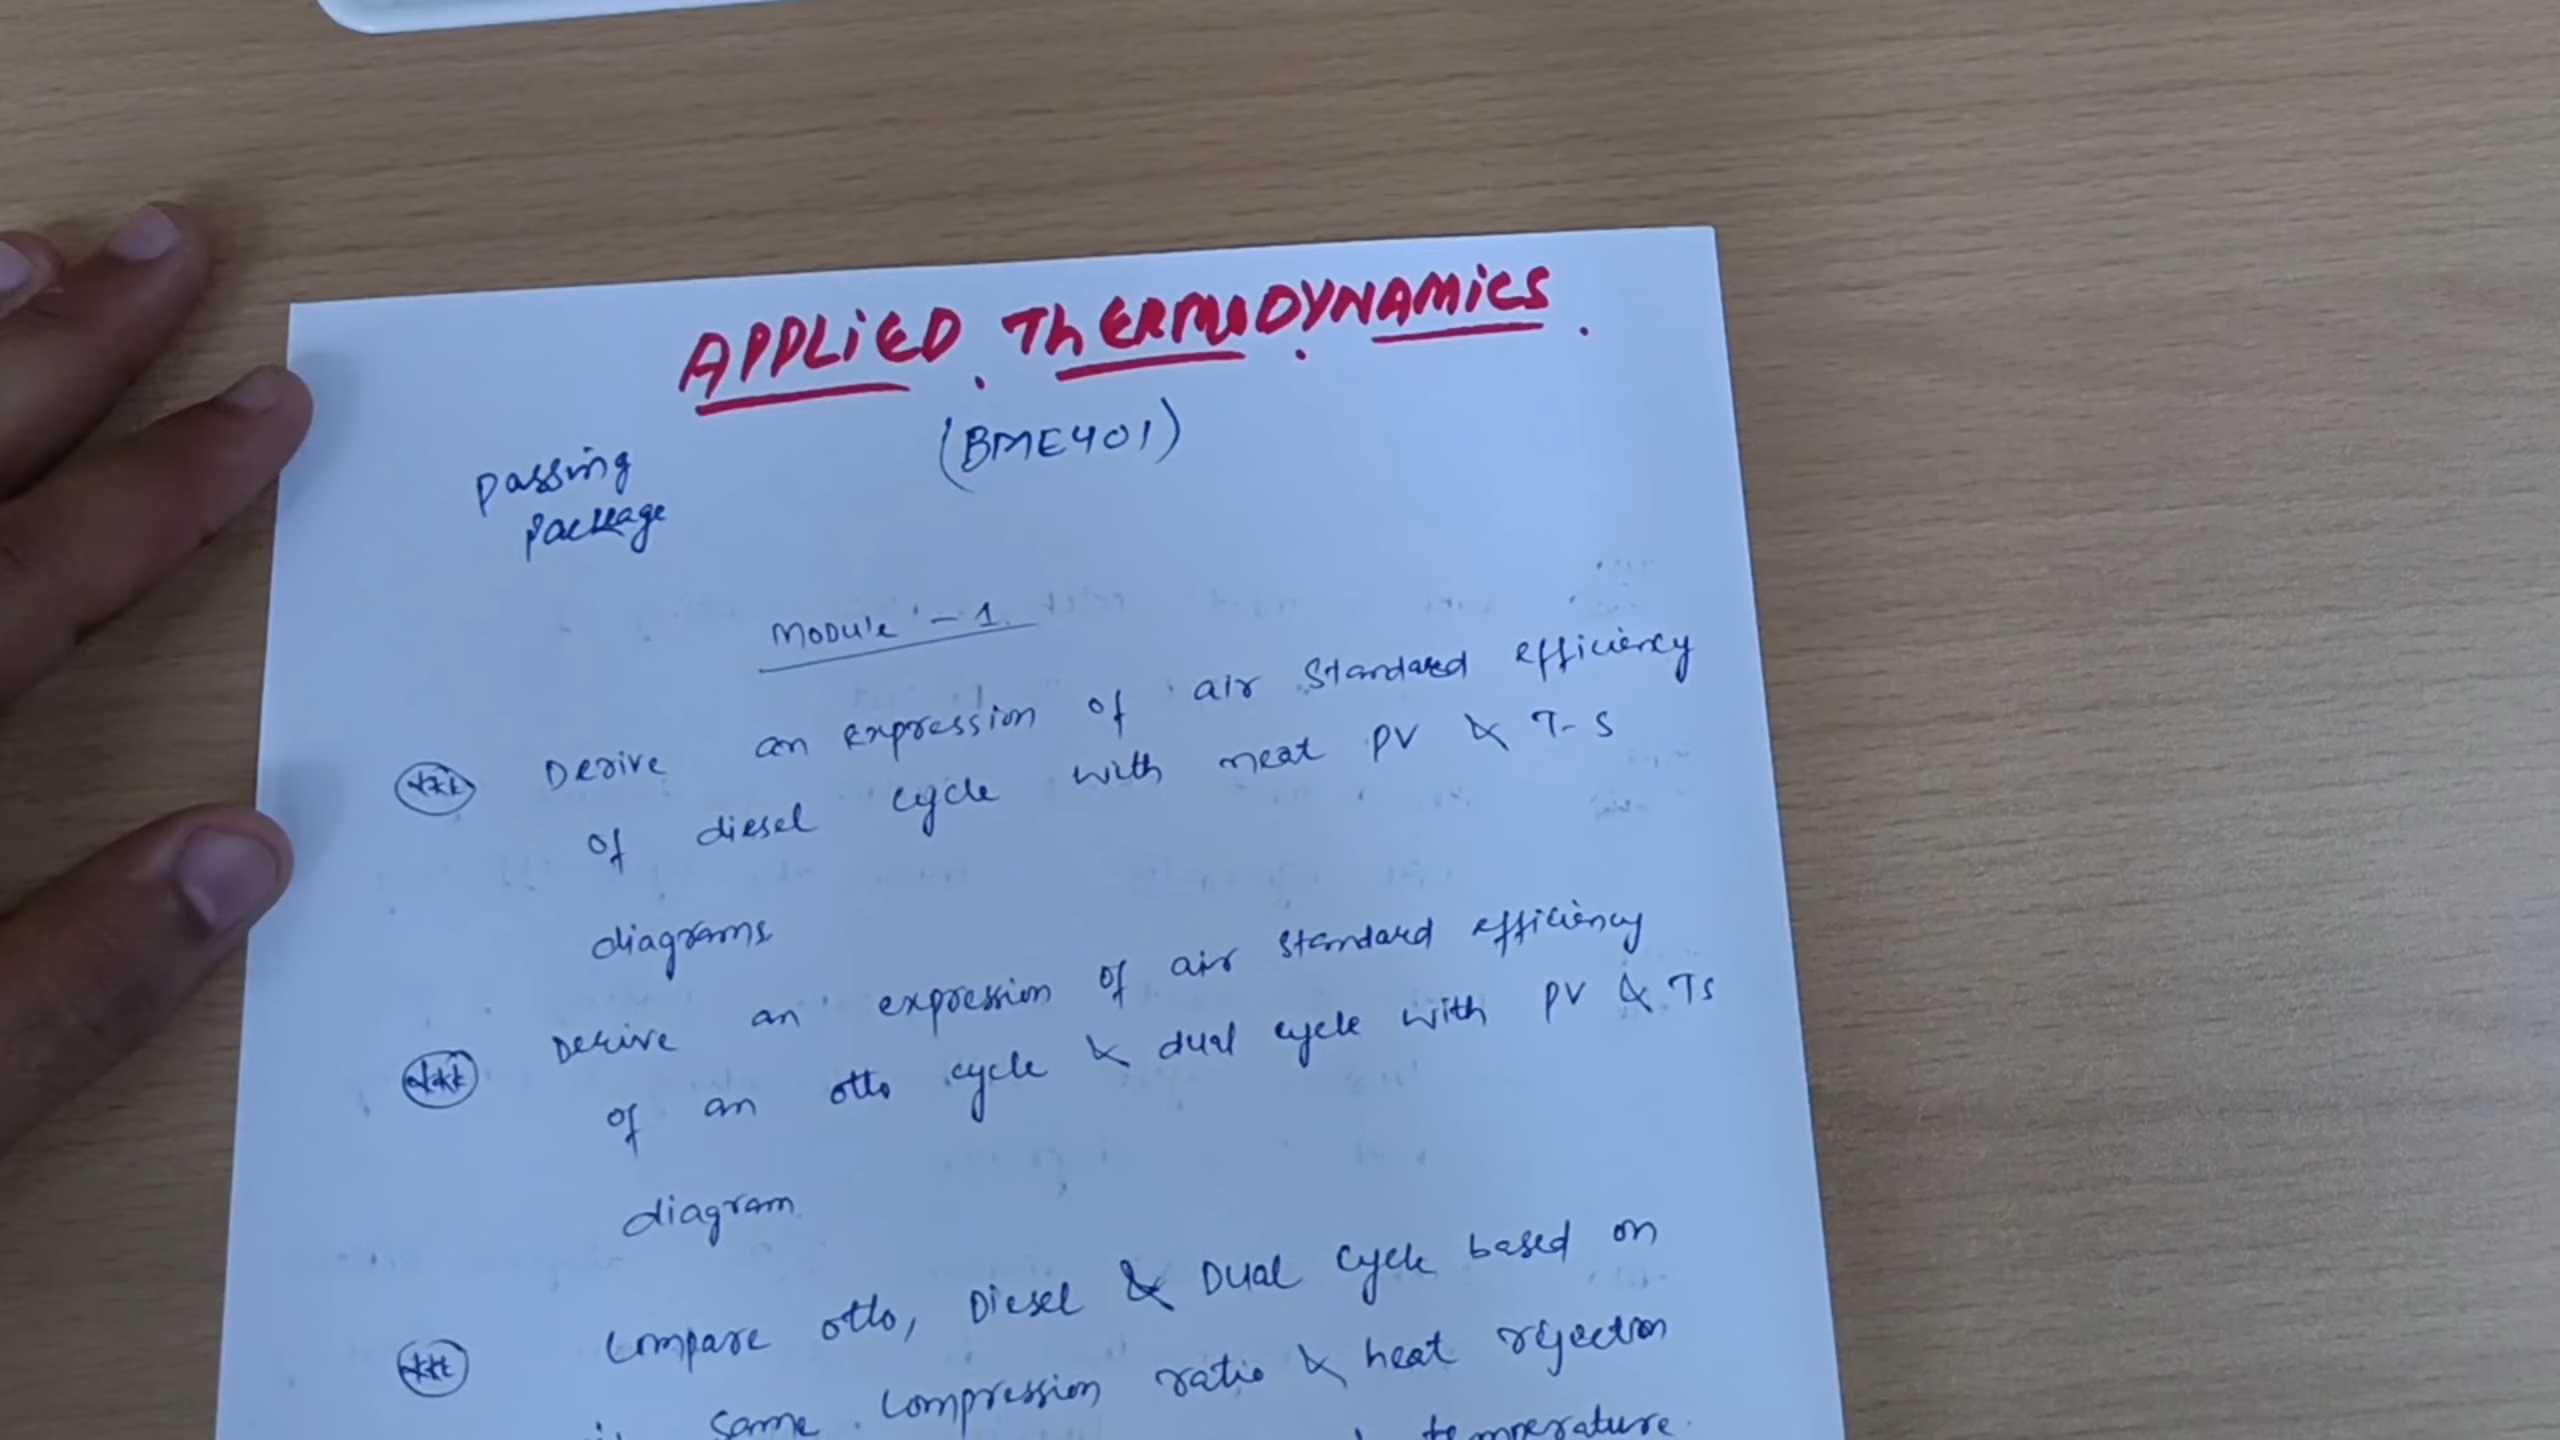 APPLiED ThERMODYNAMiCS.
(BME401)
passing
package
Module - 1.
*** Derive an expression of air standard efficiency
of diesel cycle with neat PV & T-S
diagrams
*** Derive an expression of air standard efficiency
of an otto cycle & dual cycle with PV & Ts
diagram
*** Compare otto, Diesel & Dual cycle based on
same compression ratio & heat rejection
temperature.